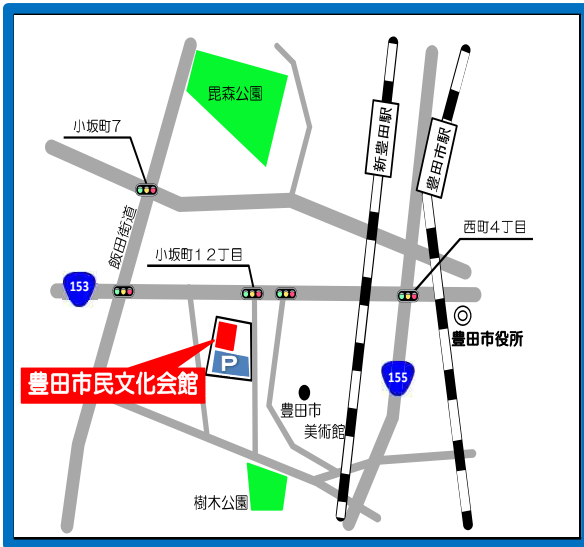 毘森公園
小坂町7
新豊田駅
豊田市駅
飯田街道
西町4丁目
小坂町12丁目
153
豊田市役所
P
豊田市民文化会館
155
豊田市
美術館
樹木公園